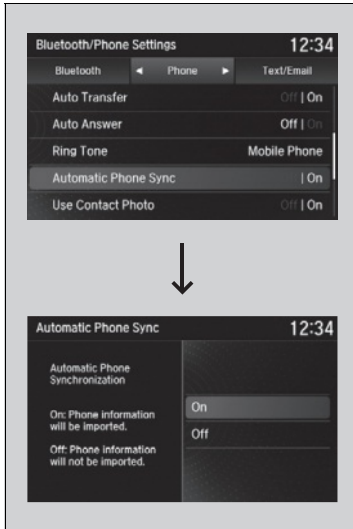 Bluetooth/Phone Settings 12:34
Bluetooth ◄ Phone ► Text/Email
Auto Transfer Off | On
Auto Answer Off | On
Ring Tone Mobile Phone
Automatic Phone Sync | On
Use Contact Photo Off | On
Automatic Phone Sync 12:34
Automatic Phone
Synchronization
On: Phone information
will be imported.
Off: Phone information
will not be imported.
On
Off